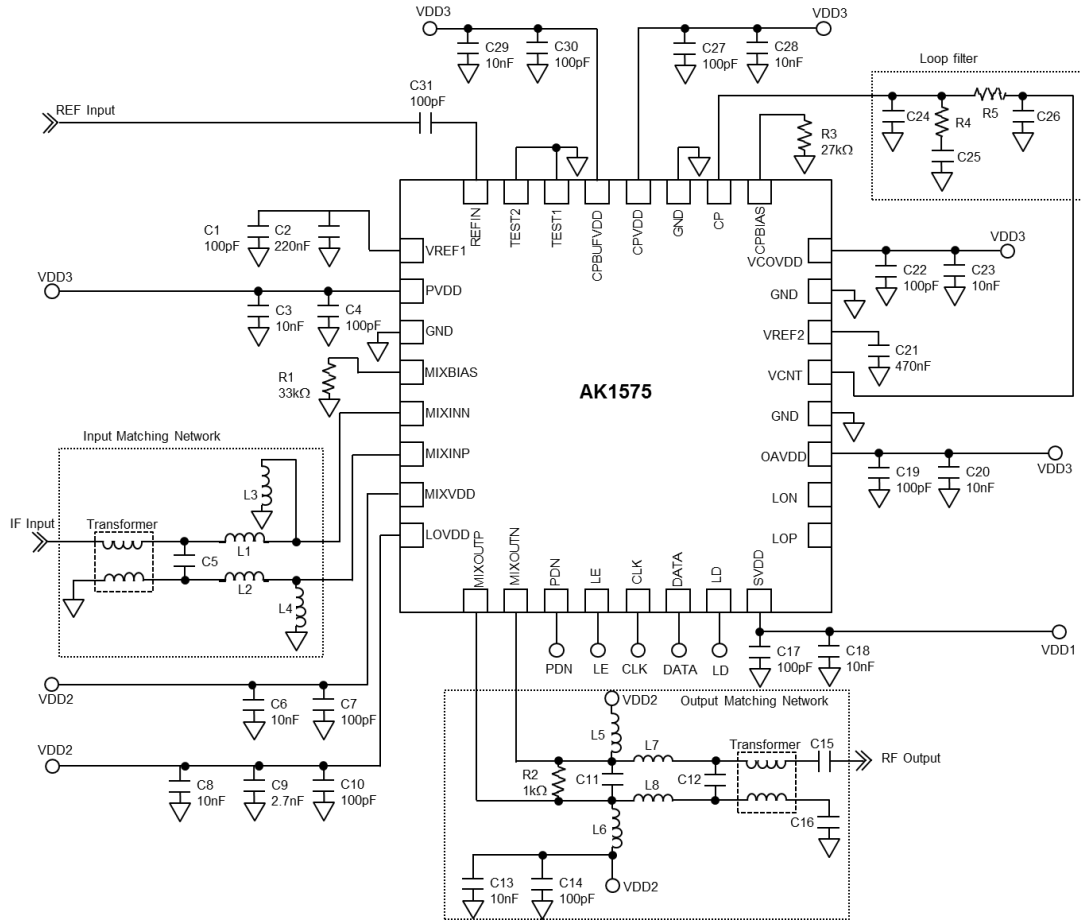 VDD3
VDD3
C29
10nF
C30
100pF
C27
100pF
C28
10nF
Loop filter
C31
100pF
REF Input
C24
R4
R5
C26
C25
R3
27kΩ
REFIN
TEST2
TEST1
CPBUFVDD
CPVDD
GND
CP
CPBIAS
C1
100pF
C2
220nF
VREF1
VCOVDD
VDD3
C22
100pF
C23
10nF
VDD3
PVDD
GND
C3
10nF
C4
100pF
GND
VREF2
C21
470nF
R1
33kΩ
MIXBIAS
VCNT
AK1575
MIXINN
GND
Input Matching Network
MIXINP
OAVDD
VDD3
C19
100pF
C20
10nF
L3
MIXVDD
LON
IF Input
Transformer
LOVDD
LOP
L1
C5
L2
L4
MIXOUTP
MIXOUTN
PDN
LE
CLK
DATA
LD
SVDD
PDN
LE
CLK
DATA
LD
C17
100pF
C18
10nF
VDD1
VDD2
C6
10nF
C7
100pF
VDD2
Output Matching Network
L5
L7
Transformer
C15
RF Output
VDD2
C8
10nF
C9
2.7nF
C10
100pF
R2
1kΩ
C11
C12
L8
L6
C16
C13
10nF
C14
100pF
VDD2